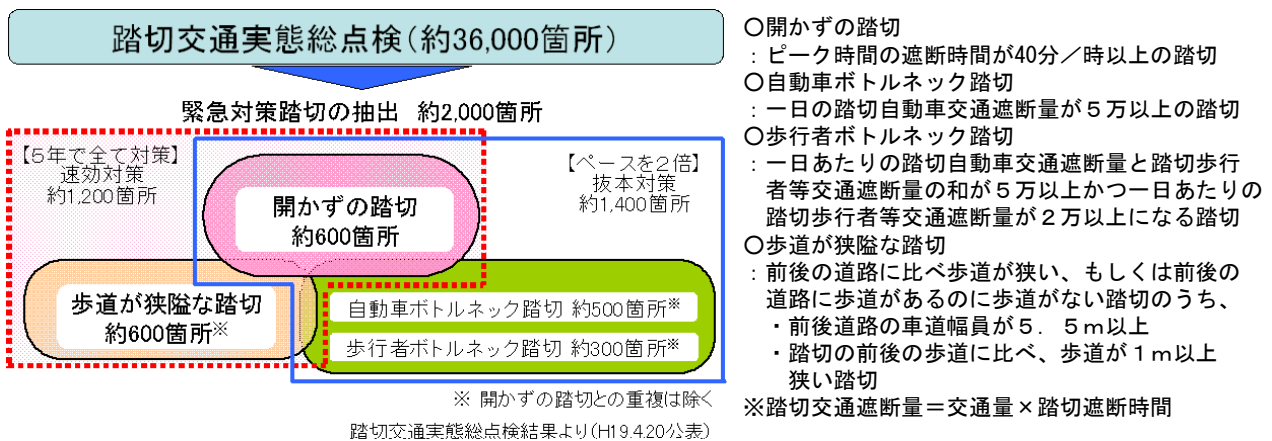 踏切交通実態総点検(約36,000箇所)
緊急対策踏切の抽出 約2,000箇所
【5年で全て対策】
速効対策
約1,200箇所
【ペースを2倍】
抜本対策
約1,400箇所
開かずの踏切
約600箇所
歩道が狭隘な踏切
約600箇所※
自動車ボトルネック踏切 約500箇所※
歩行者ボトルネック踏切 約300箇所※
※ 開かずの踏切との重複は除く
踏切交通実態総点検結果より(H19.4.20公表)
○開かずの踏切
:ピーク時間の遮断時間が40分/時以上の踏切
○自動車ボトルネック踏切
:一日の踏切自動車交通遮断量が5万以上の踏切
○歩行者ボトルネック踏切
:一日あたりの踏切自動車交通遮断量と踏切歩行
者等交通遮断量の和が5万以上かつ一日あたりの
踏切歩行者等交通遮断量が2万以上になる踏切
○歩道が狭隘な踏切
:前後の道路に比べ歩道が狭い、もしくは前後の
道路に歩道があるのに歩道がない踏切のうち、
・前後道路の車道幅員が5.5m以上
・踏切の前後の歩道に比べ、歩道が1m以上
狭い踏切
※踏切交通遮断量=交通量×踏切遮断時間